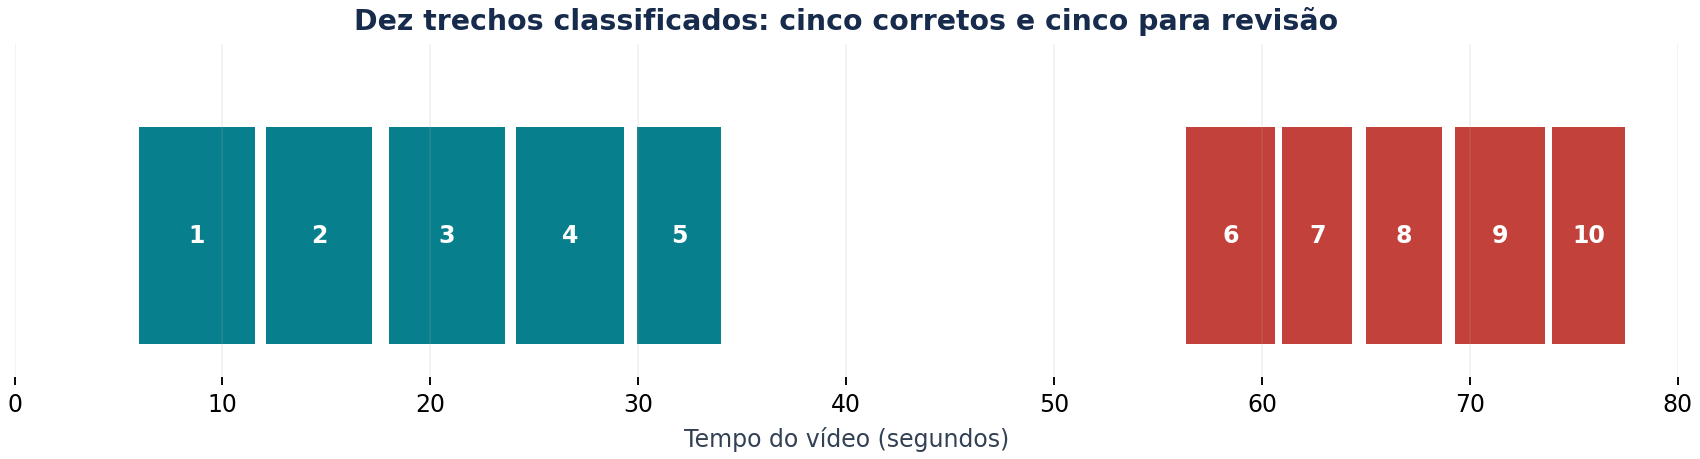 Dez trechos classificados: cinco corretos e cinco para revisão
1 2 3 4 5 6 7 8 9 10
0 10 20 30 40 50 60 70 80
Tempo do vídeo (segundos)